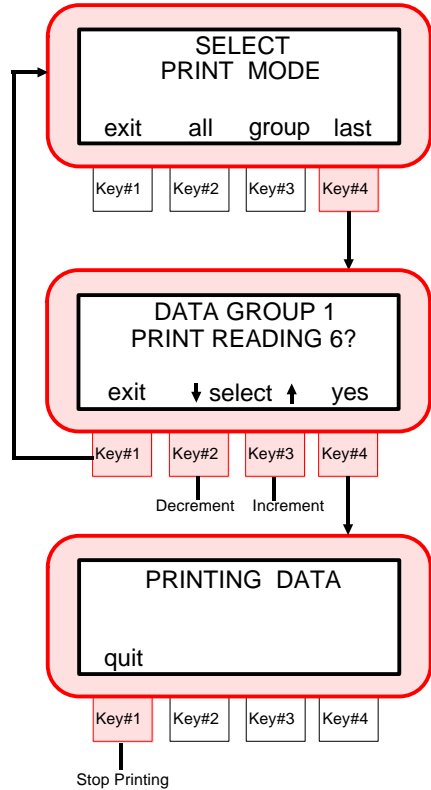 SELECT
PRINT MODE
exit all group last
Key#1 Key#2 Key#3 Key#4
DATA GROUP 1
PRINT READING 6?
exit select yes
Key#1 Key#2 Key#3 Key#4
Decrement Increment
PRINTING DATA
quit
Key#1 Key#2 Key#3 Key#4
Stop Printing